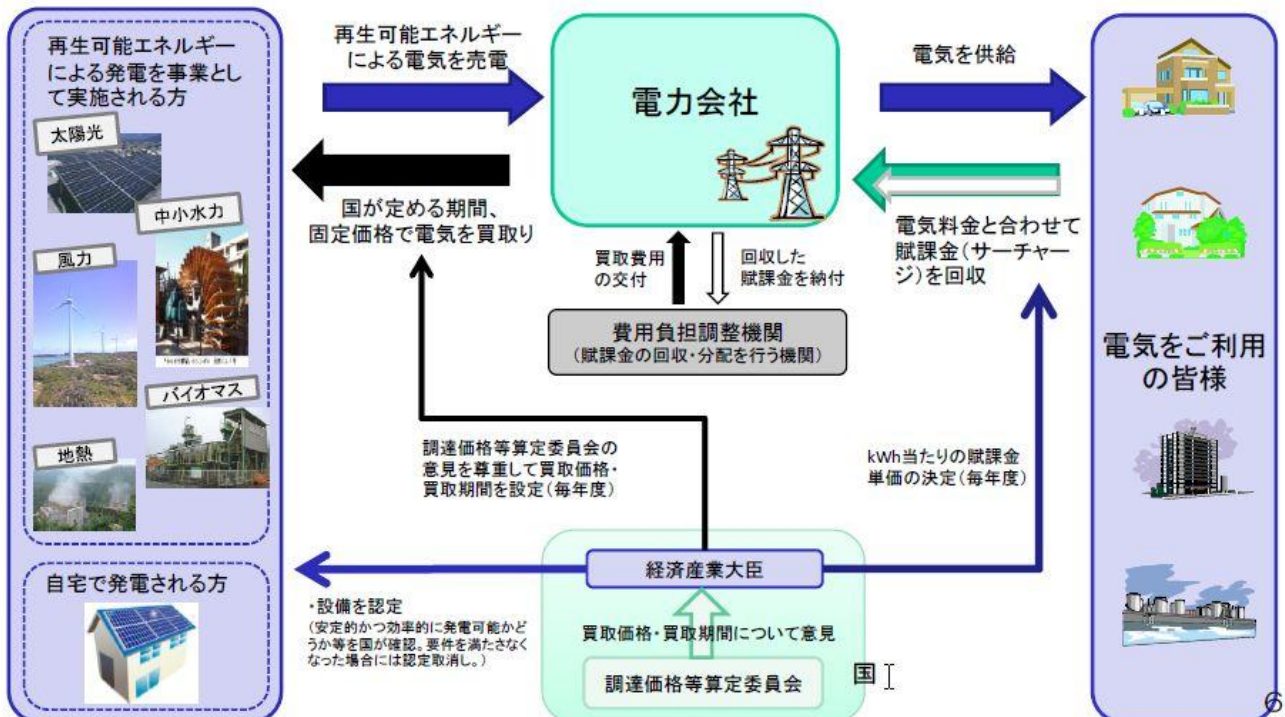 再生可能エネルギー
による発電を事業とし
て実施される方
太陽光
中小水力
風力
バイオマス
地熱
自宅で発電される方
再生可能エネルギー
による電気を売電
国が定める期間、
固定価格で電気を買取り
電力会社
買取費用
の交付
回収した
賦課金を納付
費用負担調整機関
(賦課金の回収・分配を行う機関)
電気を供給
電気料金と合わせて
賦課金(サーチャー
ジ)を回収
電気をご利用
の皆様
調達価格等算定委員会の
意見を尊重して買取価格・
買取期間を設定(毎年度)
kWh当たりの賦課金
単価の決定(毎年度)
経済産業大臣
・設備を認定
(安定的かつ効率的に発電可能かど
うか等を国が確認。要件を満たさなく
なった場合には認定取消し。)
買取価格・買取期間について意見
調達価格等算定委員会
国
6